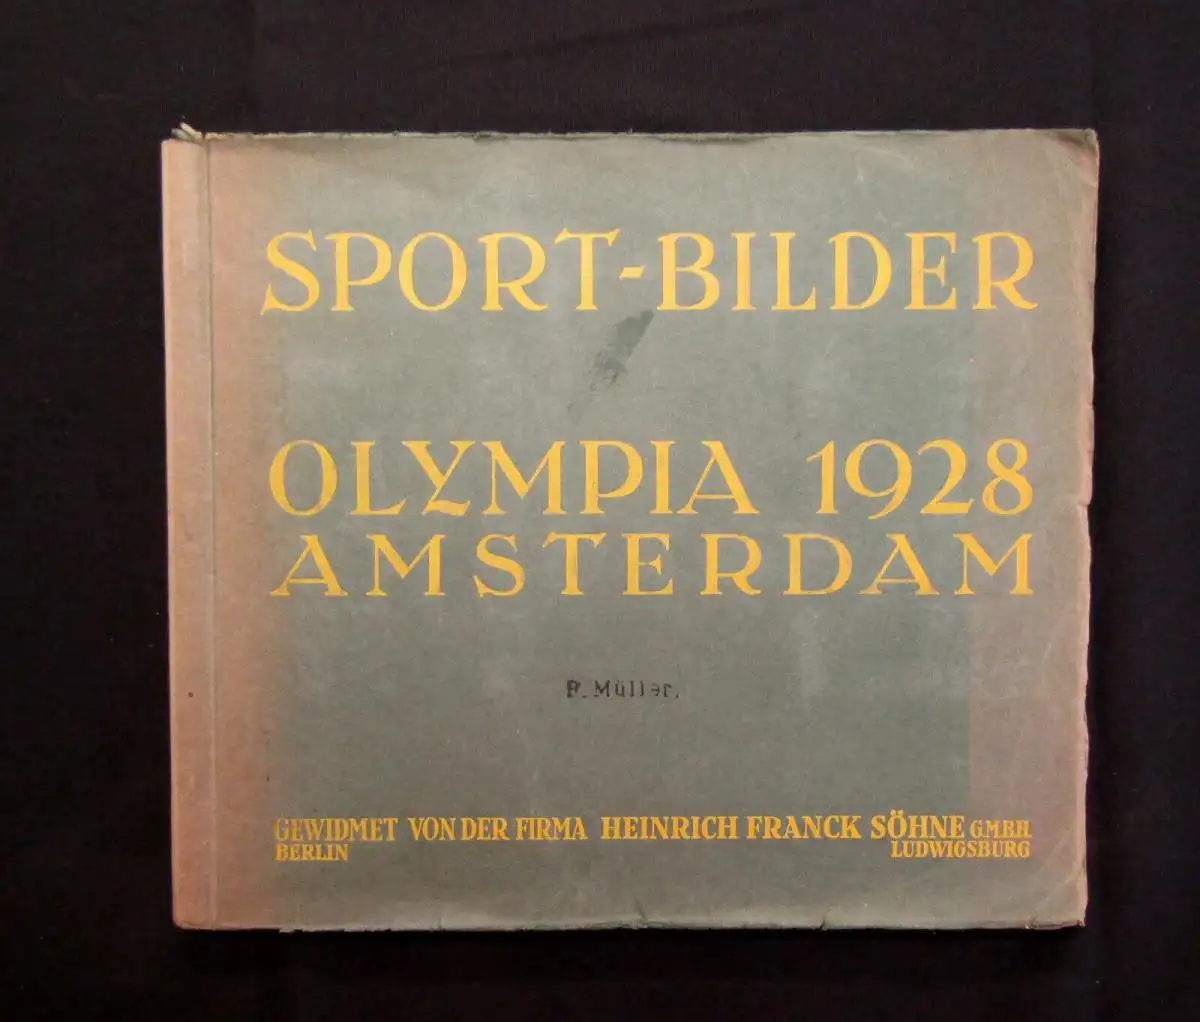 SPORT-BILDER
OLYMPIA 1928
AMSTERDAM
F. Müller.
GEWIDMET VON DER FIRMA HEINRICH FRANCK SÖHNE G.M.B.H.
BERLIN LUDWIGSBURG